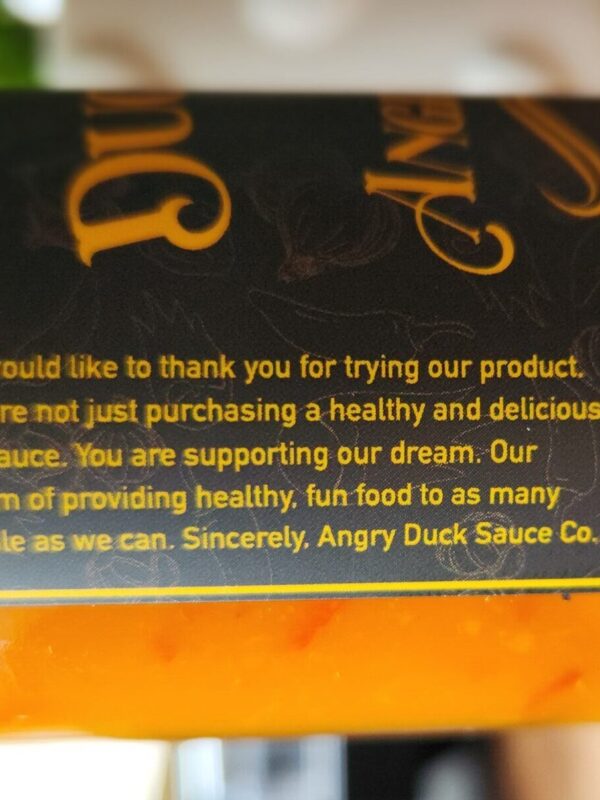 Duc
Ang
ould like to thank you for trying our product.
re not just purchasing a healthy and delicious
auce. You are supporting our dream. Our
m of providing healthy, fun food to as many
le as we can. Sincerely, Angry Duck Sauce Co.